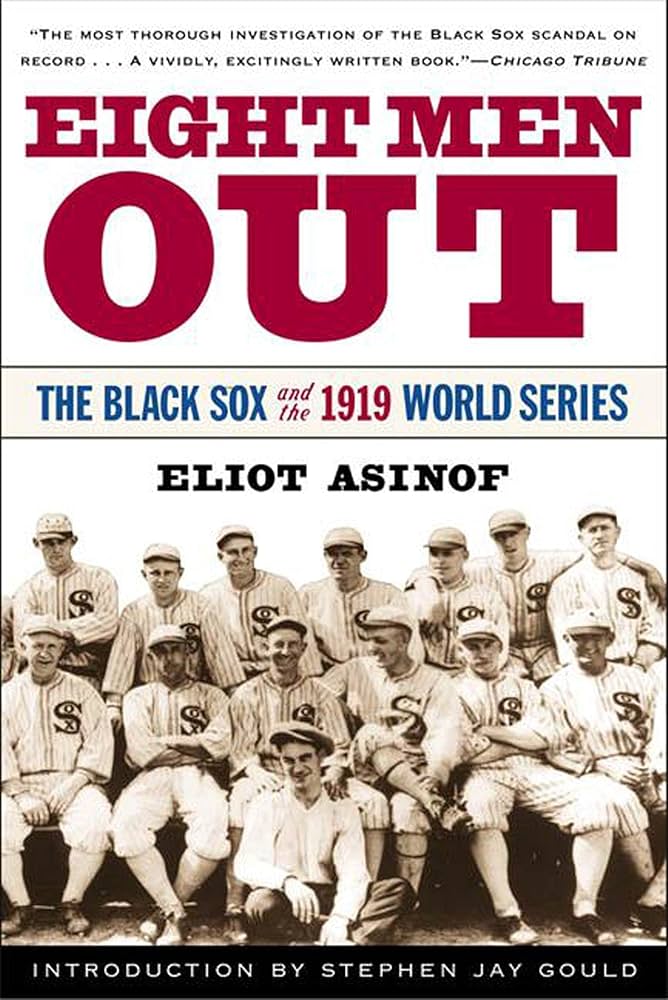 “THE MOST THOROUGH INVESTIGATION OF THE BLACK SOX SCANDAL ON
RECORD . . . A VIVIDLY, EXCITINGLY WRITTEN BOOK.”—CHICAGO TRIBUNE
EIGHT MEN
OUT
THE BLACK SOX and the 1919 WORLD SERIES
ELIOT ASINOF
INTRODUCTION BY STEPHEN JAY GOULD